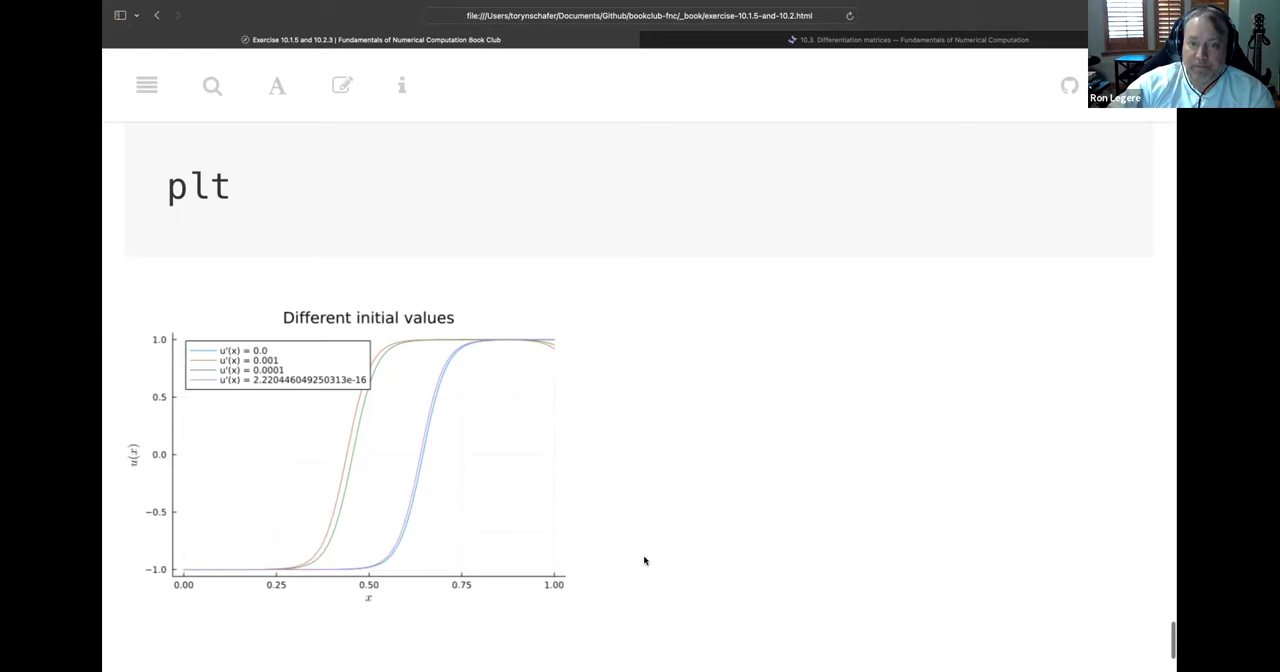 file:///Users/torynschafer/Documents/Github/bookclub-fnc/_book/exercise-10.1.5-and-10.2.html
Exercise 10.1.5 and 10.2.3 | Fundamentals of Numerical Computation Book Club
10.3. Differentiation matrices — Fundamentals of Numerical Computation
Ron Legere
A
plt
Different initial values
u'(x) = 0.0
u'(x) = 0.001
u'(x) = 0.0001
u'(x) = 2.220446049250313e-16
1.0
0.5
0.0
−0.5
−1.0
u(x)
0.00 0.25 0.50 0.75 1.00
x